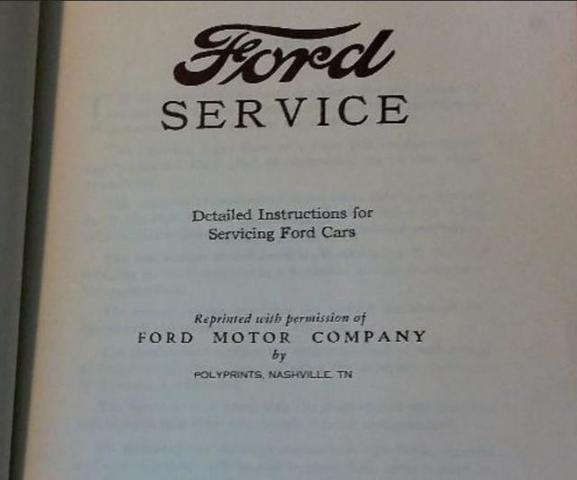 Ford
SERVICE
Detailed Instructions for
Servicing Ford Cars
Reprinted with permission of
FORD MOTOR COMPANY
by
POLYPRINTS, NASHVILLE, TN